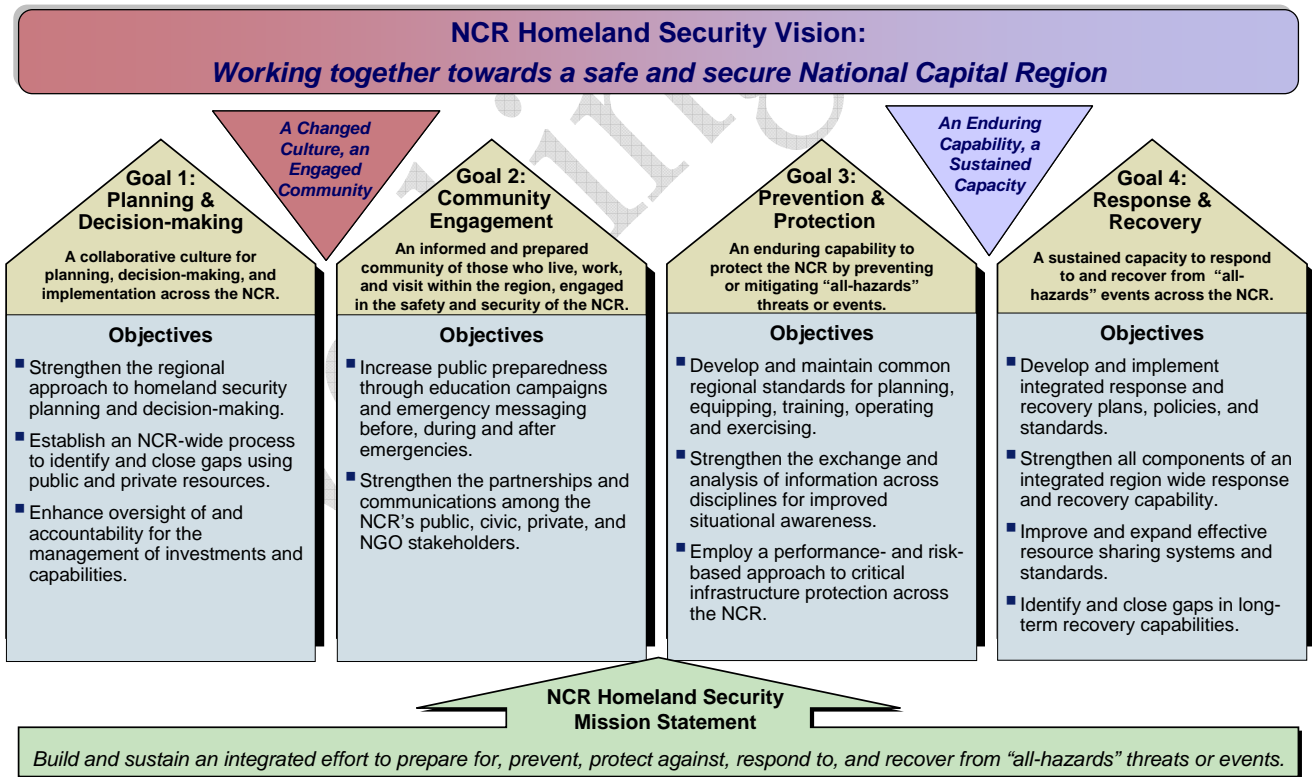 NCR Homeland Security Vision:
Working together towards a safe and secure National Capital Region
A Changed
Culture, an
Engaged
Community
An Enduring
Capability, a
Sustained
Capacity
Goal 1:
Planning &
Decision-making
A collaborative culture for
planning, decision-making, and
implementation across the NCR.
Objectives
■ Strengthen the regional
approach to homeland security
planning and decision-making.
■ Establish an NCR-wide process
to identify and close gaps using
public and private resources.
■ Enhance oversight of and
accountability for the
management of investments and
capabilities.
Goal 2:
Community
Engagement
An informed and prepared
community of those who live, work,
and visit within the region, engaged
in the safety and security of the NCR.
Objectives
■ Increase public preparedness
through education campaigns
and emergency messaging
before, during and after
emergencies.
■ Strengthen the partnerships and
communications among the
NCR’s public, civic, private, and
NGO stakeholders.
Goal 3:
Prevention &
Protection
An enduring capability to
protect the NCR by preventing
or mitigating “all-hazards”
threats or events.
Objectives
■ Develop and maintain common
regional standards for planning,
equipping, training, operating
and exercising.
■ Strengthen the exchange and
analysis of information across
disciplines for improved
situational awareness.
■ Employ a performance- and risk-
based approach to critical
infrastructure protection across
the NCR.
Goal 4:
Response &
Recovery
A sustained capacity to respond
to and recover from “all-
hazards” events across the NCR.
Objectives
■ Develop and implement
integrated response and
recovery plans, policies, and
standards.
■ Strengthen all components of an
integrated region wide response
and recovery capability.
■ Improve and expand effective
resource sharing systems and
standards.
■ Identify and close gaps in long-
term recovery capabilities.
NCR Homeland Security
Mission Statement
Build and sustain an integrated effort to prepare for, prevent, protect against, respond to, and recover from “all-hazards” threats or events.